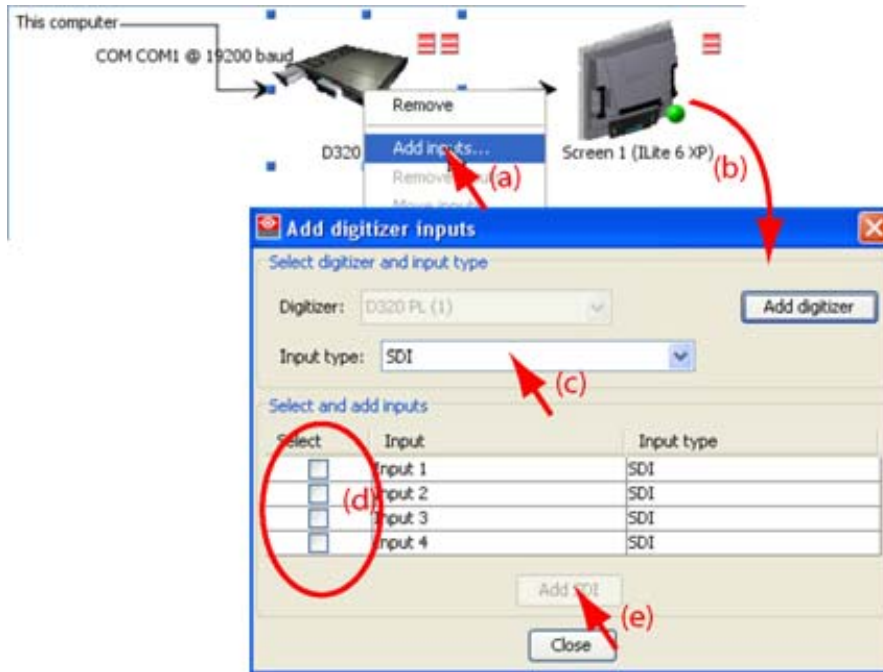 This computer
COM COM1 @ 19200 baud
Remove
D320
Add inputs...
(a)
Screen 1 (ILite 6 XP)
(b)
Remove
Move
Add digitizer inputs
Select digitizer and input type
Digitizer:
D320 PL (1)
Add digitizer
Input type:
SDI
(c)
Select and add inputs
Select
Input
Input type
Input 1
SDI
Input 2
SDI
(d)
Input 3
SDI
Input 4
SDI
Add SDI
(e)
Close